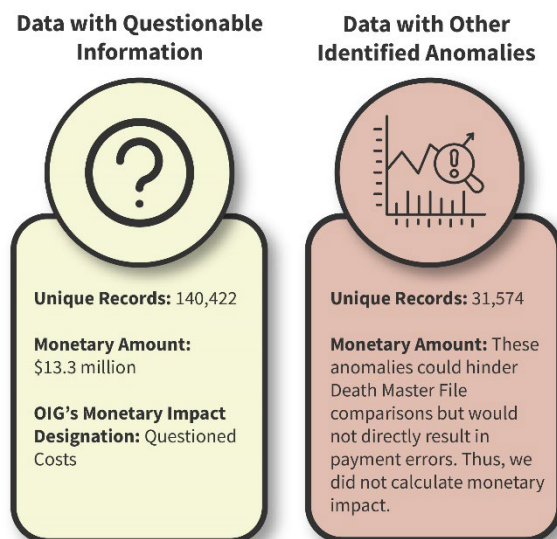 Data with Questionable
Information
Unique Records: 140,422
Monetary Amount:
$13.3 million
OIG's Monetary Impact
Designation: Questioned
Costs
Data with Other
Identified Anomalies
Unique Records: 31,574
Monetary Amount: These
anomalies could hinder
Death Master File
comparisons but would
not directly result in
payment errors. Thus, we
did not calculate monetary
impact.